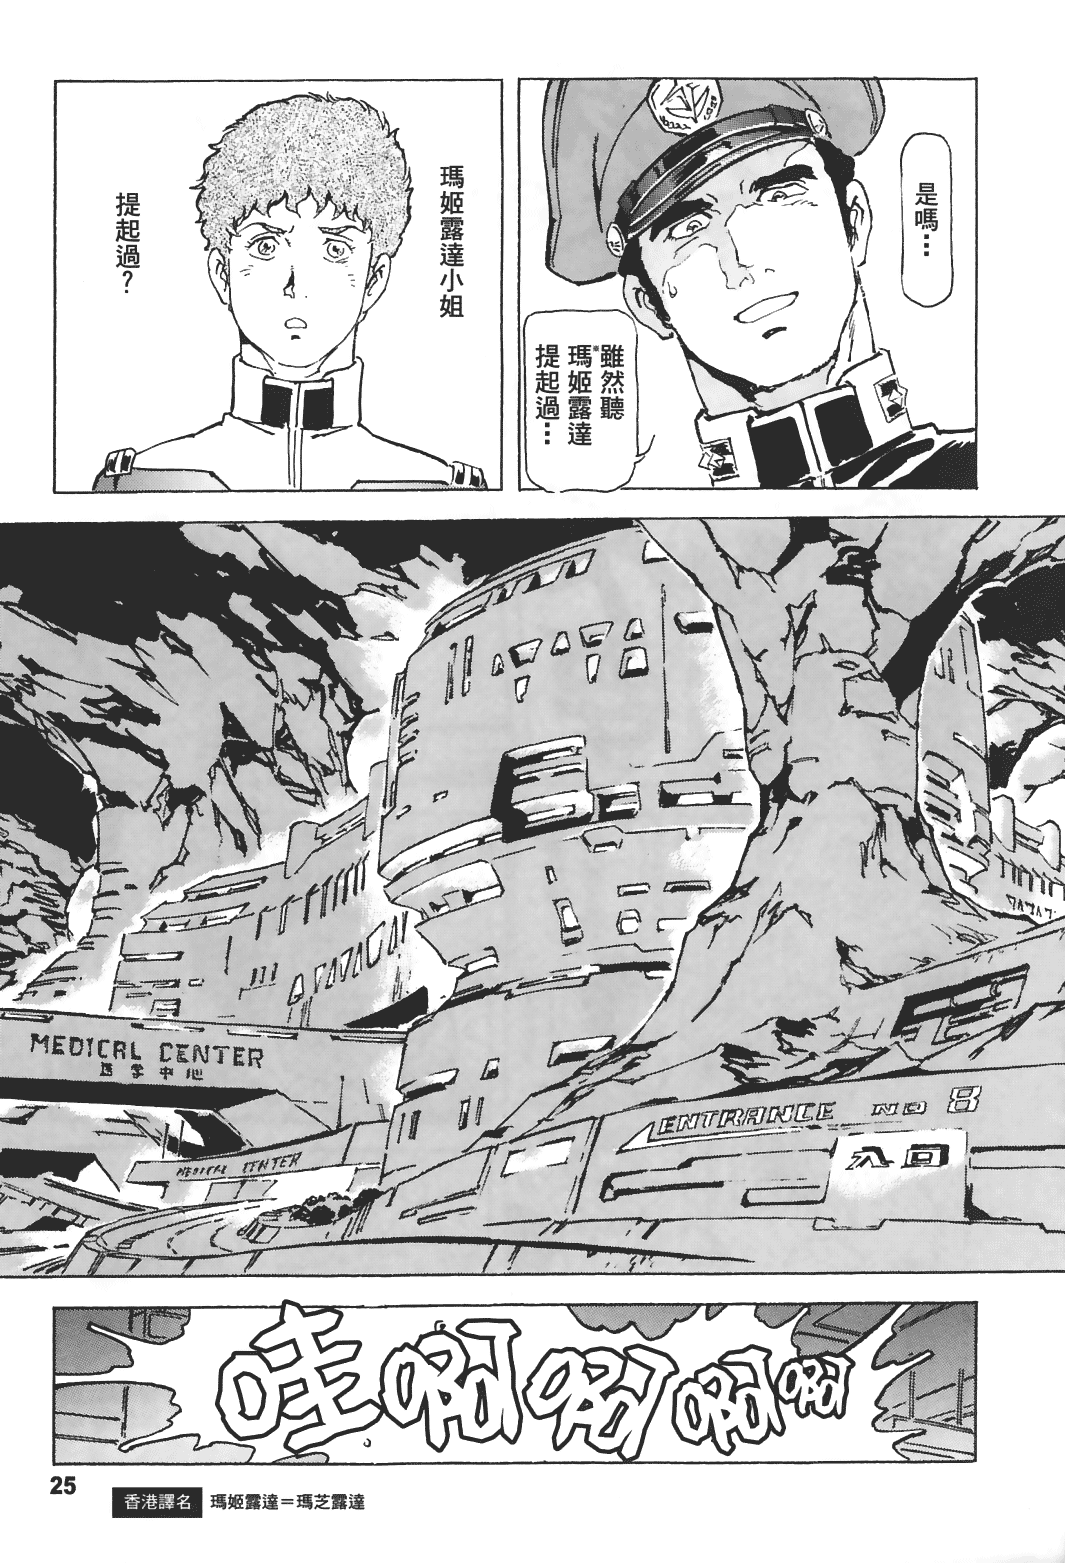 是嗎…
雖然聽
*瑪姬露達
提起過…
瑪姬露達小姐
提起過？
MEDICAL CENTER
医学中心
MEDICAL CENTER
ENTRANCE NO 8
入口
哇啊啊啊啊
25
香港譯名
瑪姬露達＝瑪芝露達